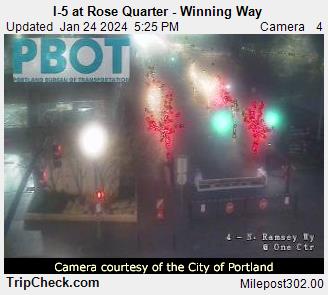 I-5 at Rose Quarter - Winning Way
Updated  Jan 24 2024  5:25 PM
Camera  4
PBOT
PORTLAND BUREAU OF TRANSPORTATION
4 - N. Ramsey Wy
@ One Ctr
Camera courtesy of the City of Portland
TripCheck.com
Milepost302.00